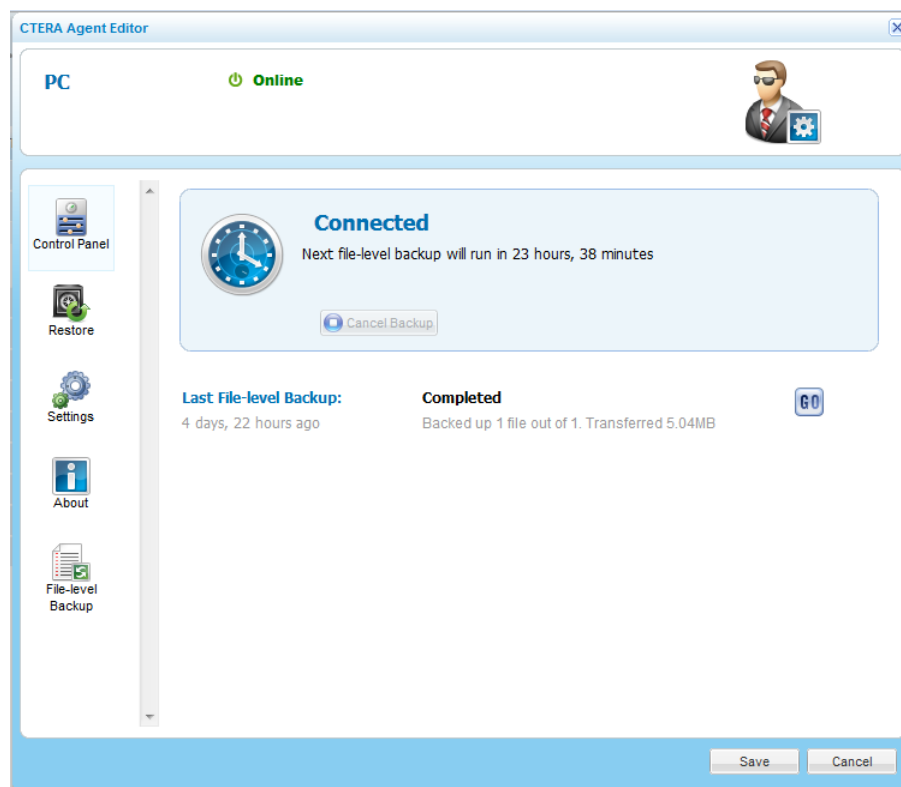 CTERA Agent Editor
PC
Online
Control Panel
Restore
Settings
About
File-level
Backup
Connected
Next file-level backup will run in 23 hours, 38 minutes
Cancel Backup
Last File-level Backup:
Completed
GO
4 days, 22 hours ago
Backed up 1 file out of 1. Transferred 5.04MB
Save
Cancel